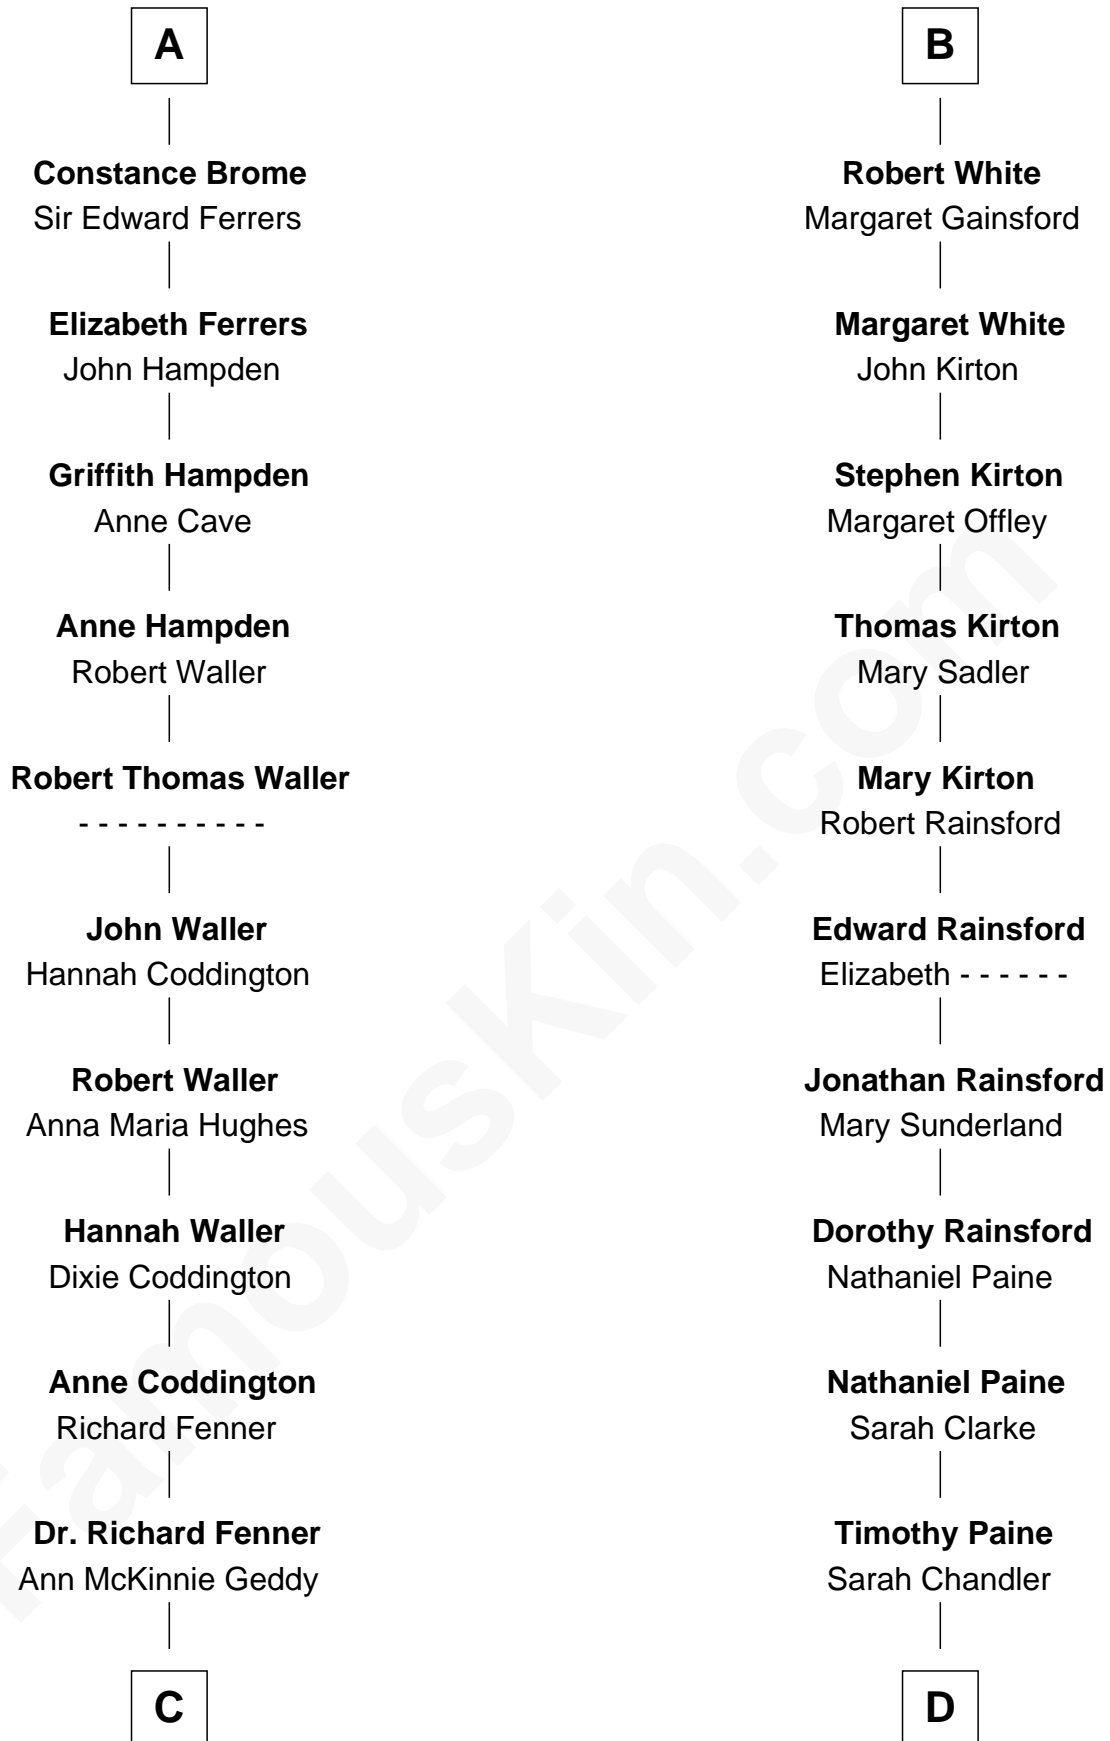 A
Constance Brome
Sir Edward Ferrers
Elizabeth Ferrers
John Hampden
Griffith Hampden
Anne Cave
Anne Hampden
Robert Waller
Robert Thomas Waller
- - - - - - - - - -
John Waller
Hannah Coddington
Robert Waller
Anna Maria Hughes
Hannah Waller
Dixie Coddington
Anne Coddington
Richard Fenner
Dr. Richard Fenner
Ann McKinnie Geddy
C
B
Robert White
Margaret Gainsford
Margaret White
John Kirton
Stephen Kirton
Margaret Offley
Thomas Kirton
Mary Sadler
Mary Kirton
Robert Rainsford
Edward Rainsford
Elizabeth - - - - - -
Jonathan Rainsford
Mary Sunderland
Dorothy Rainsford
Nathaniel Paine
Nathaniel Paine
Sarah Clarke
Timothy Paine
Sarah Chandler
D
FamousKin.com